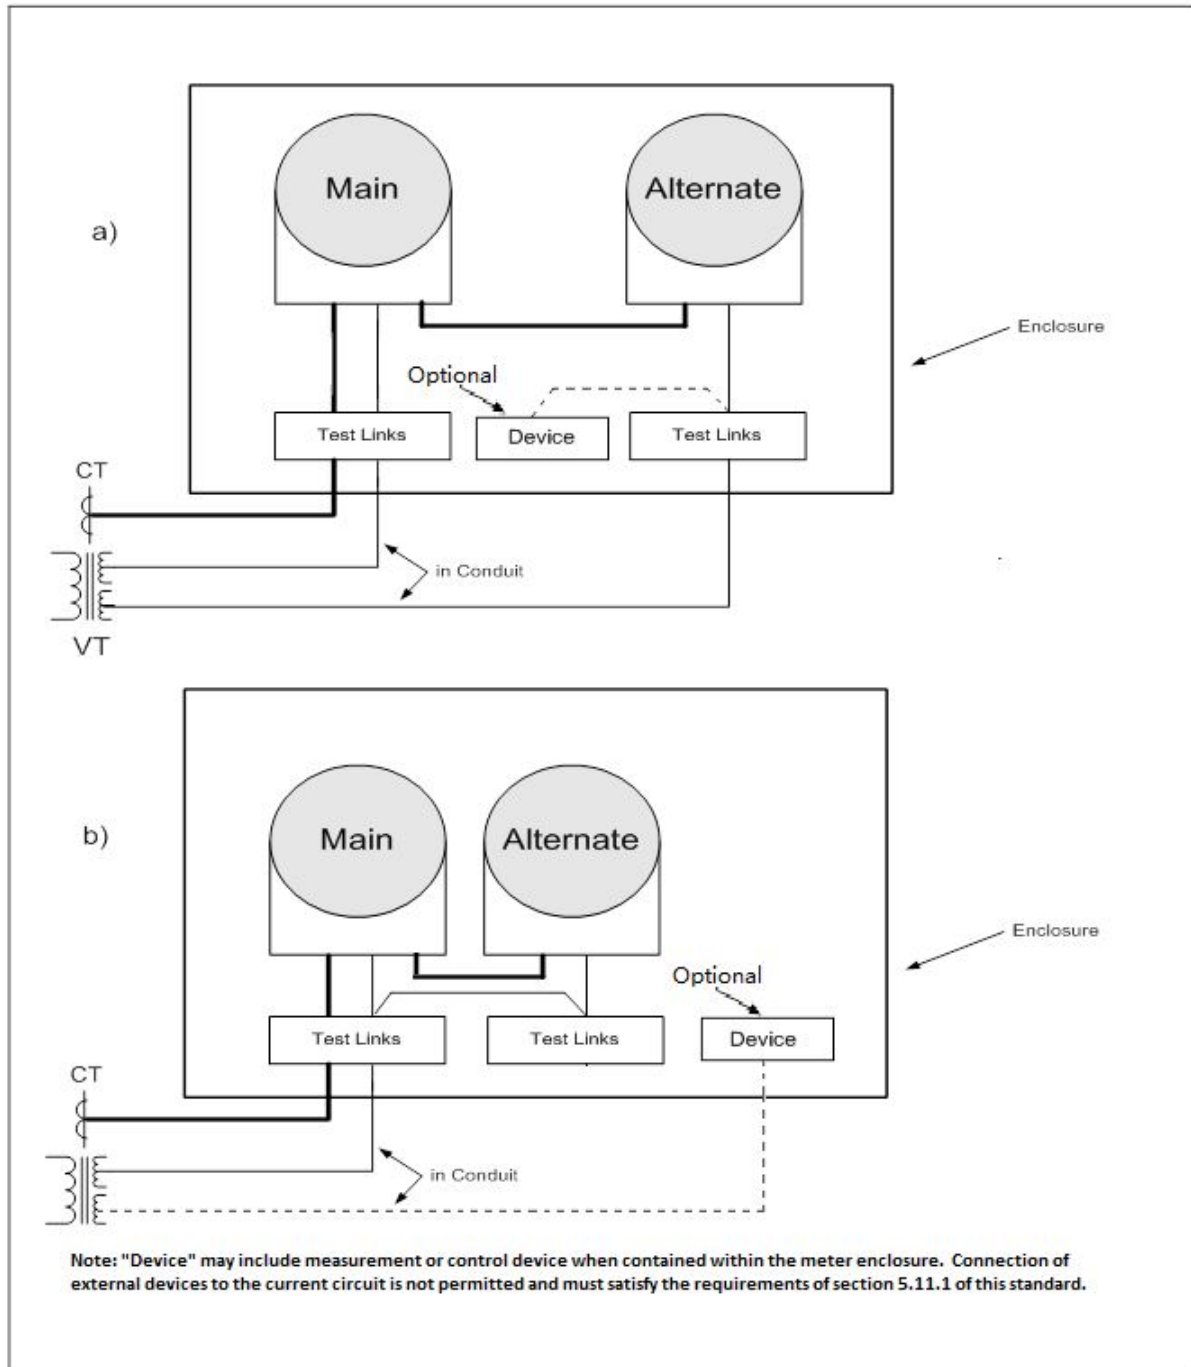 Main
Alternate
a)
Enclosure
Optional
Test Links
Device
Test Links
CT
in Conduit
VT
Main
Alternate
b)
Enclosure
Optional
Test Links
Test Links
Device
CT
in Conduit
Note: "Device" may include measurement or control device when contained within the meter enclosure. Connection of
external devices to the current circuit is not permitted and must satisfy the requirements of section 5.11.1 of this standard.